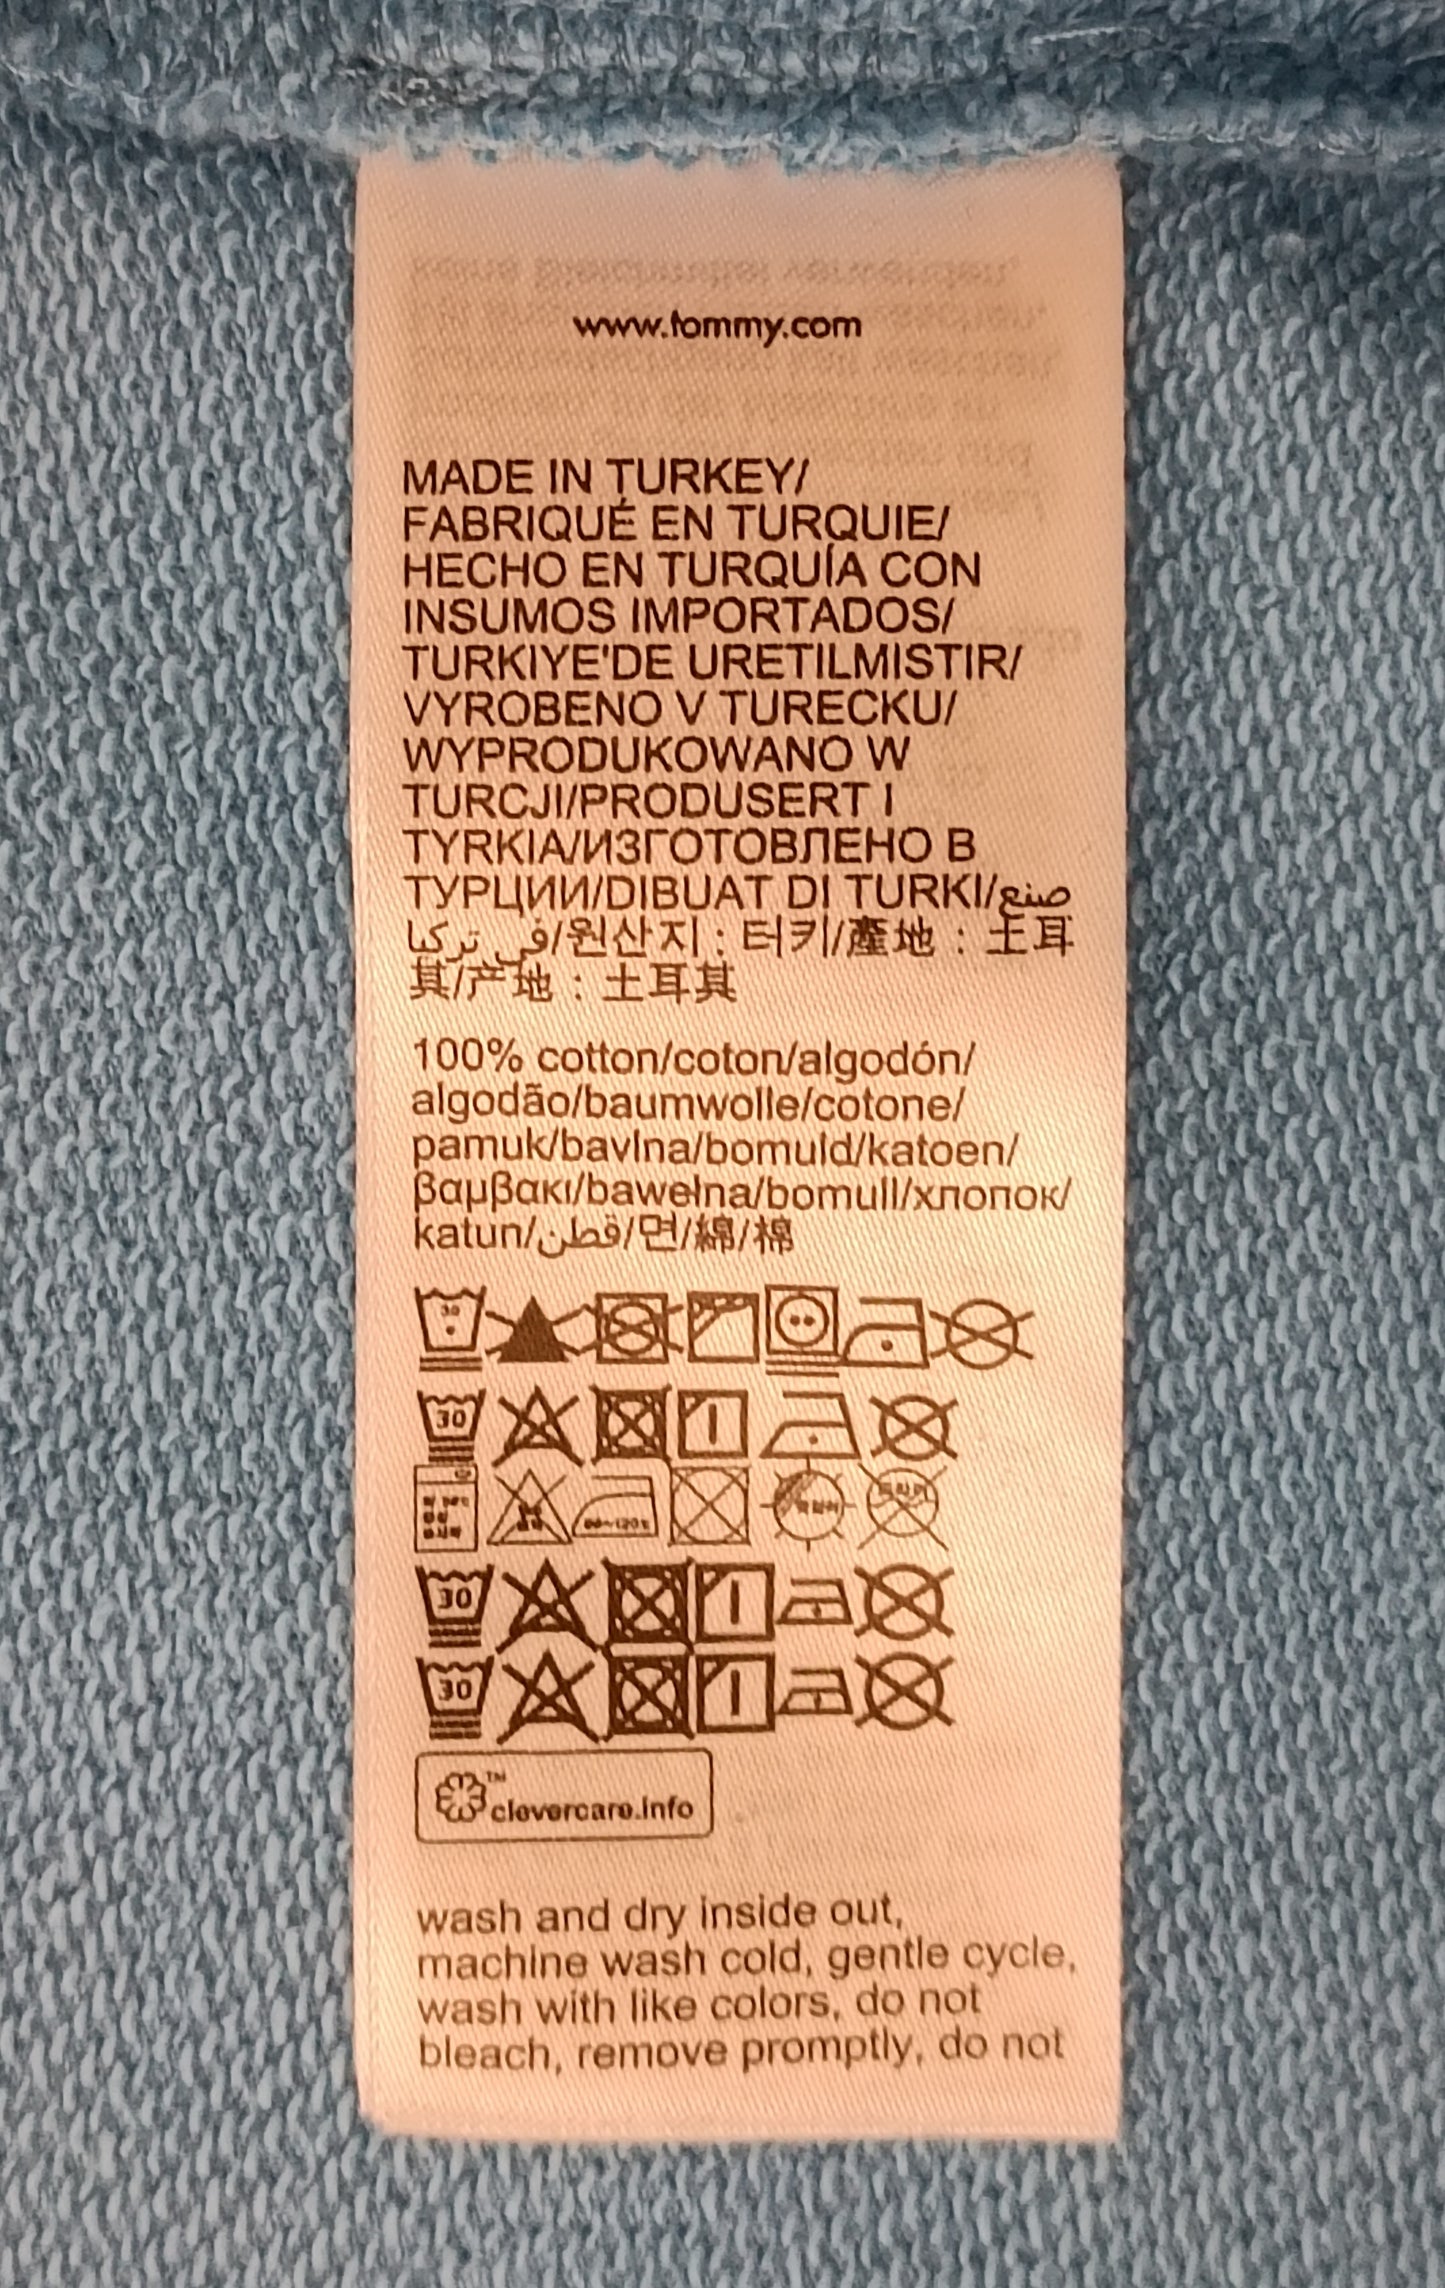 www.tommy.com
MADE IN TURKEY/
FABRIQUÉ EN TURQUIE/
HECHO EN TURQUÍA CON
INSUMOS IMPORTADOS/
TURKIYE'DE URETILMISTIR/
VYROBENO V TURECKU/
WYPRODUKOWANO W
TURCJI/PRODUSERT I
TYRKIA/ИЗГОТОВЛЕНО В
ТУРЦИИ/DIBUAT DI TURKI/صنع
في تركيا/원산지 : 터키/產地 : 土耳
其/产地 : 土耳其
100% cotton/coton/algodón/
algodão/baumwolle/cotone/
pamuk/bavlna/bomuld/katoen/
βαμβακι/bawełna/bomull/хлопок/
katun/قطن/면/綿/棉
30
30
80~120℃
30
30
™
clevercare.info
wash and dry inside out,
machine wash cold, gentle cycle,
wash with like colors, do not
bleach, remove promptly, do not